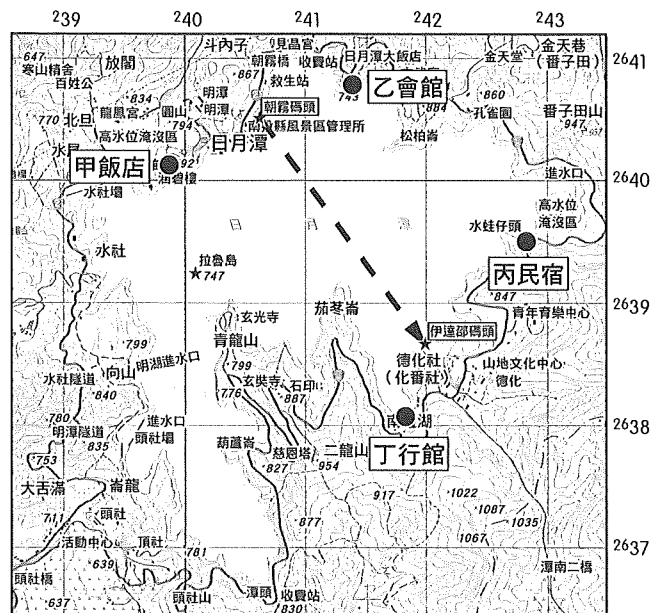 239 240 241 242
647
寒山精舍
放閣
百姓公
斗內子
見晶宮
朝霧橋 收費站
日月潭大飯店
金天堂
金天巷
(番子田)
2641
867
救生站
743
乙會館
860
834
龍鳳宮
圓山
明潭
明潭
朝霧碼頭
884
孔雀園
番子田山
947
770
北旦
794
高水位淹沒區
縣風景區管理所
松柏崙
日月潭
甲飯店
92
涵碧樓
水社壩
進水口
2640
高水位
淹沒區
水蛙仔頭
日 月 潭
丙民宿
水社
拉魯島
747
847
2639
玄光寺
茄苳崙
青年育樂中心
伊達邵碼頭
青龍山
799
明湖進水口
向山
水社隧道
840
799
玄奘寺
776
石印
887
德化社
(化番社)
山地文化中心
德化
780
明潭隧道
進水口
頭社壩
835
湖
2638
葫蘆崙
慈恩塔
二龍山
丁行館
753
827
954
大舌滿
崙龍
917
1022
1087
1035
711
頭社
877
1067
活動中心
頂社
781
2637
頭社橋
639
潭南二橋
637
頭社山
潭頭
收費站
830